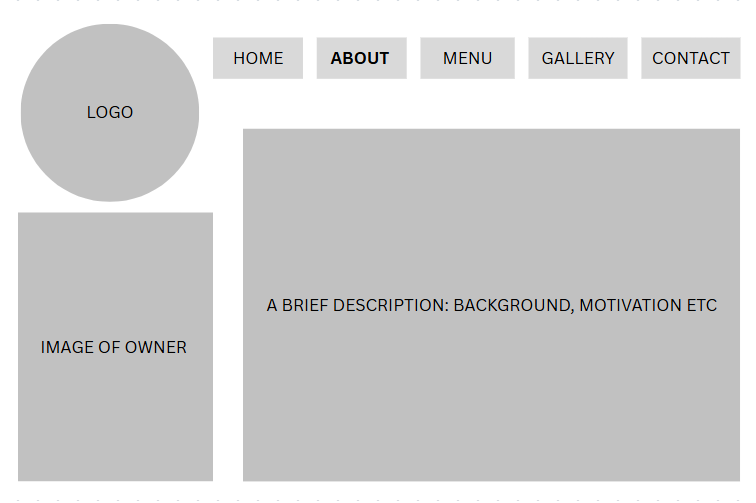 LOGO
HOME
ABOUT
MENU
GALLERY
CONTACT
IMAGE OF OWNER
A BRIEF DESCRIPTION: BACKGROUND, MOTIVATION ETC